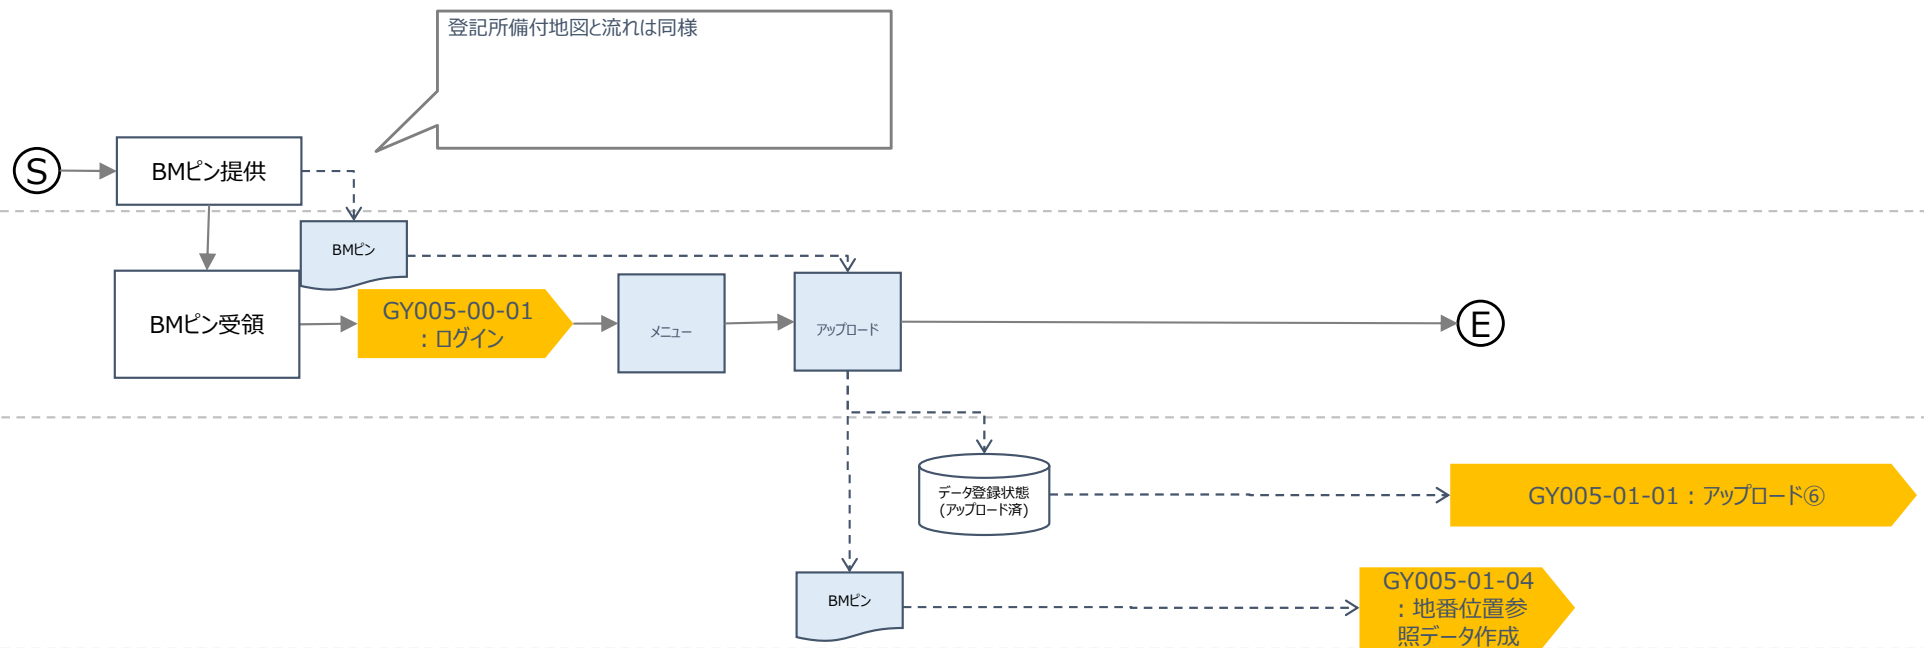 登記所備付地図と流れは同様
S
BMピン提供
BMピン
BMピン受領
GY005-00-01
：ログイン
メニュー
アップロード
E
データ登録状態
(アップロード済)
GY005-01-01：アップロード⑥
BMピン
GY005-01-04
：地番位置参
照データ作成